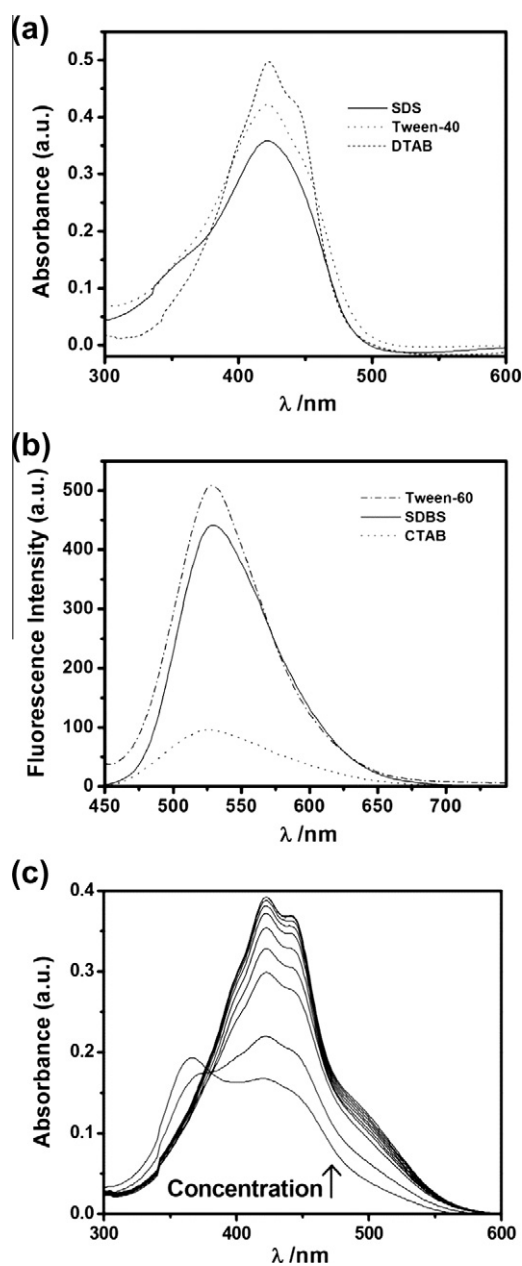 (a)
Absorbance (a.u.)
0.5
0.4
0.3
0.2
0.1
0.0
SDS
Tween-40
DTAB
300 400 500 600
λ /nm
(b)
Fluorescence Intensity (a.u.)
500
400
300
200
100
0
Tween-60
SDBS
CTAB
450 500 550 600 650 700
λ /nm
(c)
Absorbance (a.u.)
0.4
0.3
0.2
0.1
0.0
Concentration ↑
300 400 500 600
λ /nm